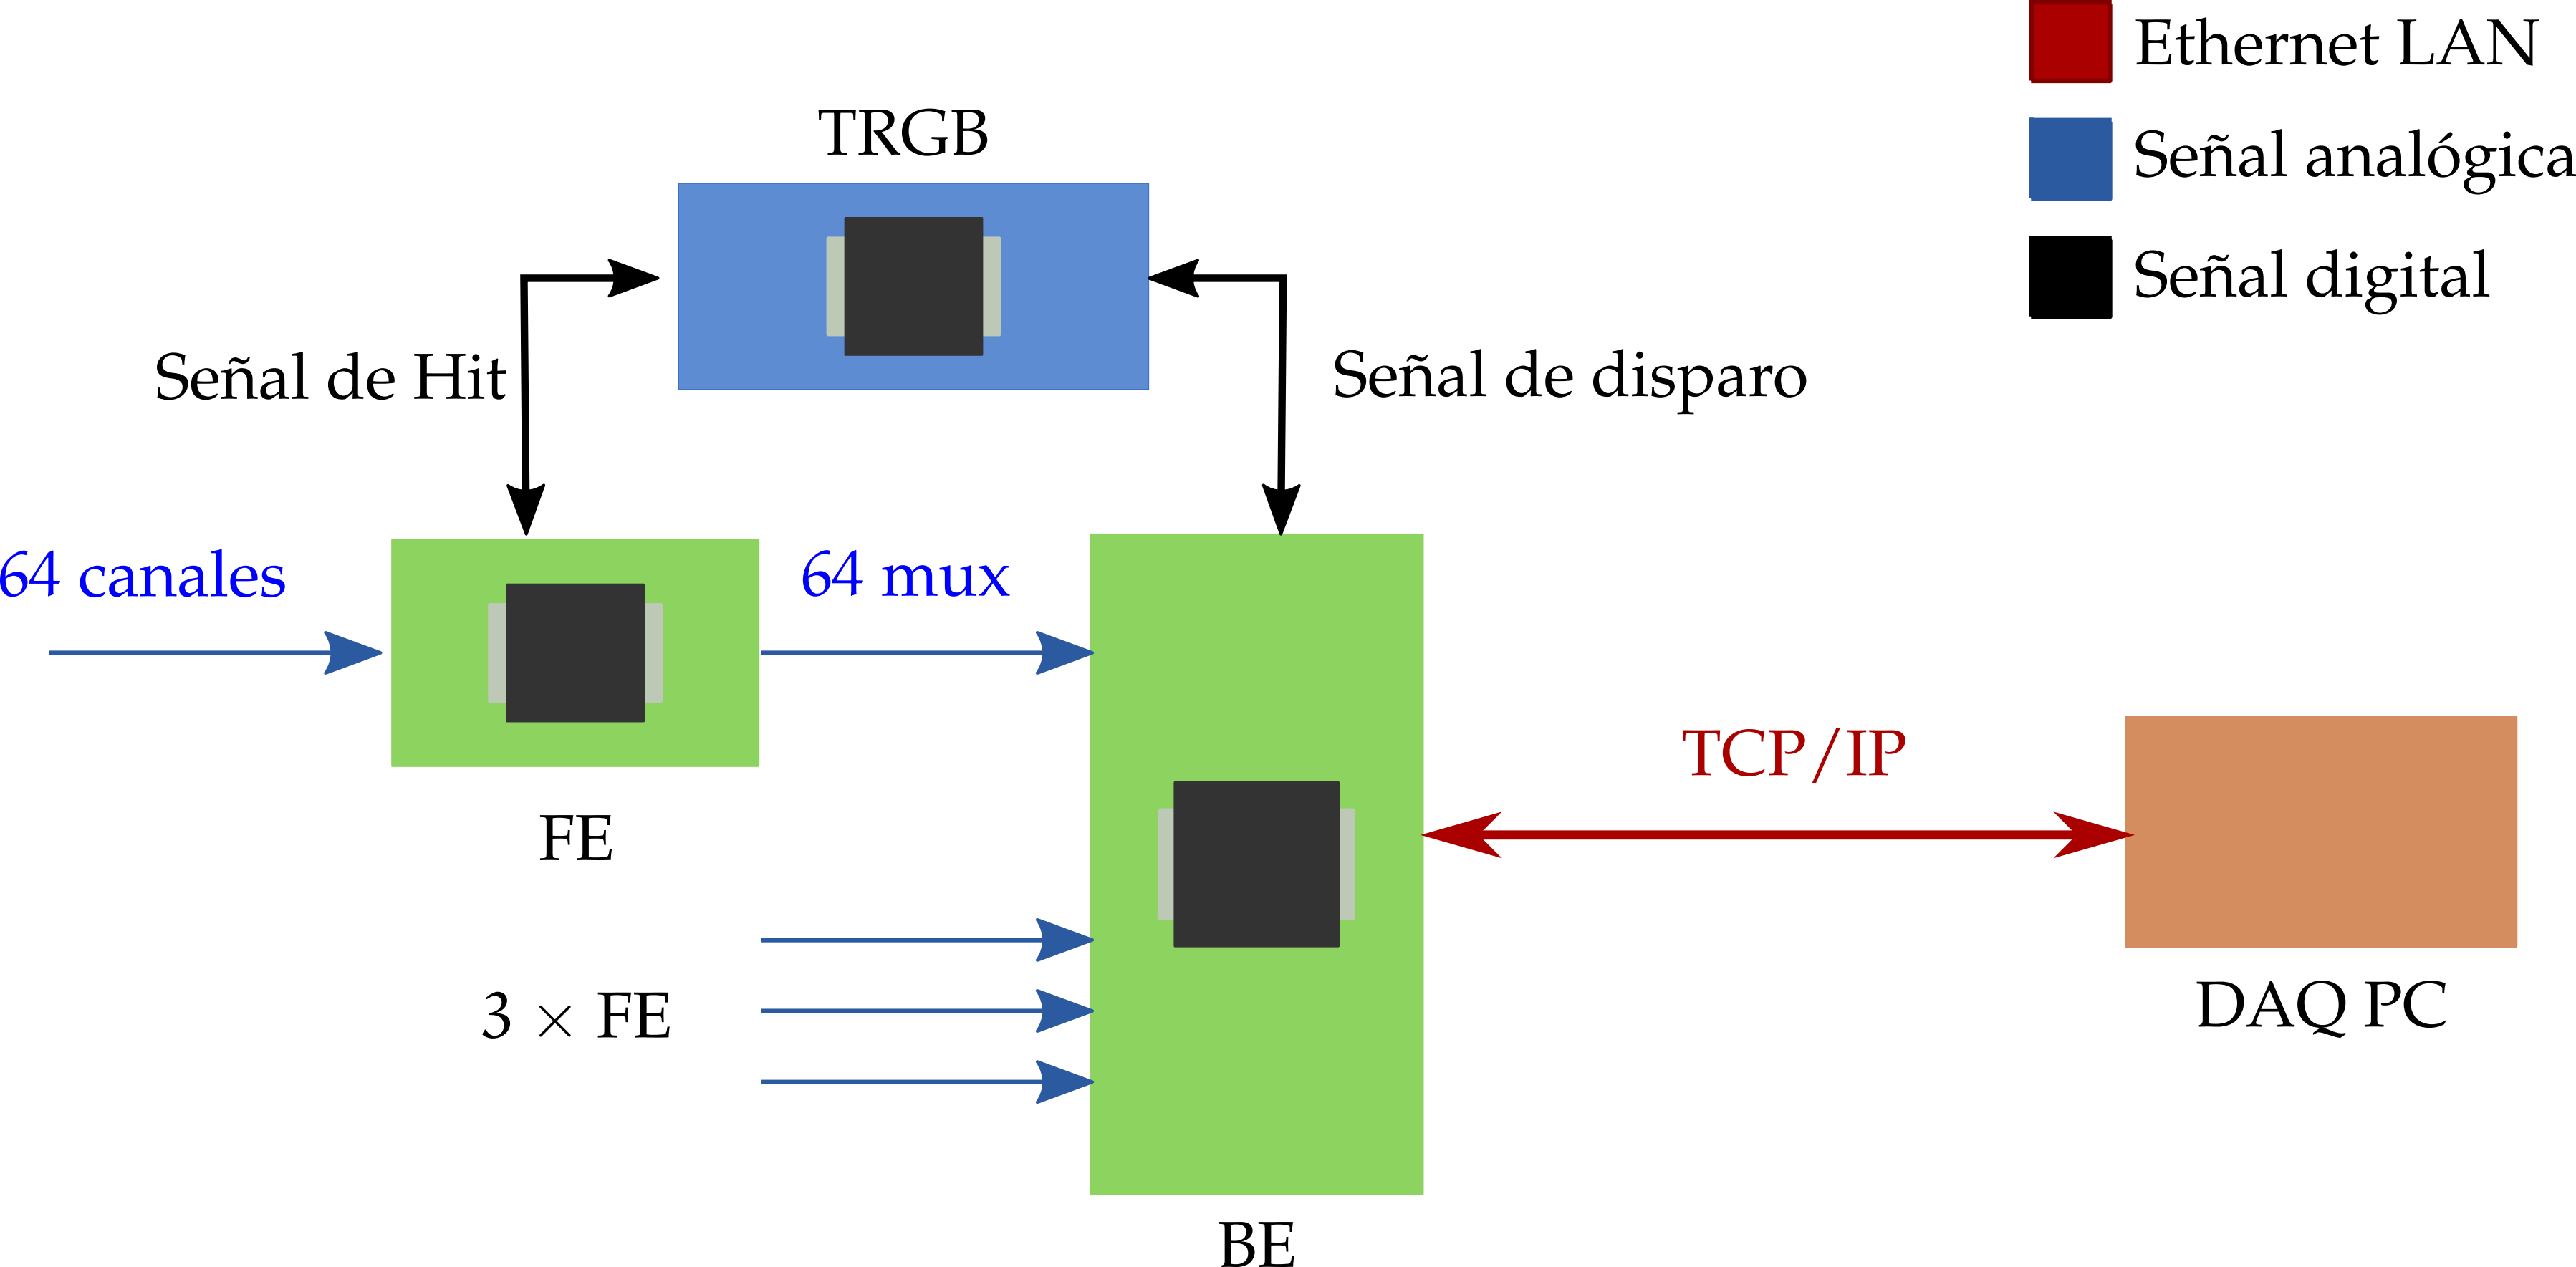 Ethernet LAN
Señal analógica
Señal digital
TRGB
Señal de Hit
Señal de disparo
64 canales
64 mux
FE
TCP/IP
3 × FE
DAQ PC
BE